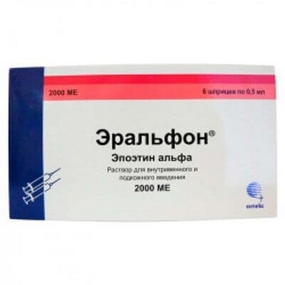 2000 МЕ
6 шприцев по 0,5 мл
Эральфон®
Эпоэтин альфа
Раствор для внутривенного и
подкожного введения
2000 МЕ